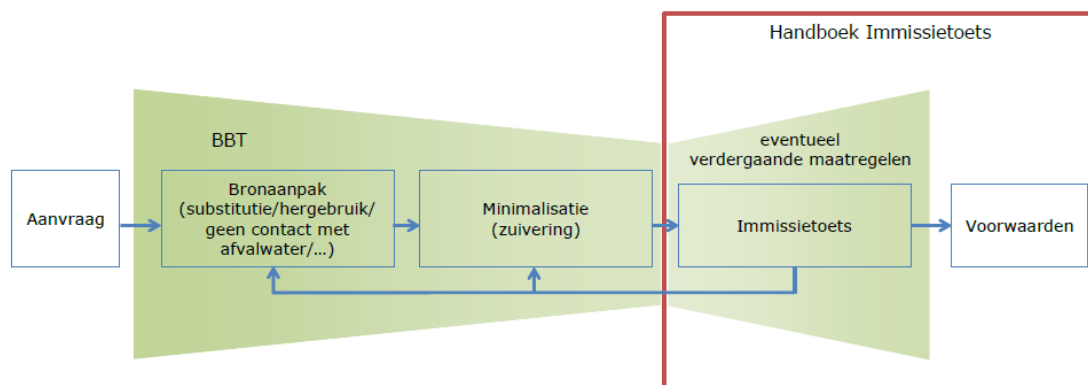 Handboek Immissietoets
BBT
eventueel
verdergaande maatregelen
Aanvraag
Bronaanpak
(substitutie/hergebruik/
geen contact met
afvalwater/...)
Minimalisatie
(zuivering)
Immissietoets
Voorwaarden